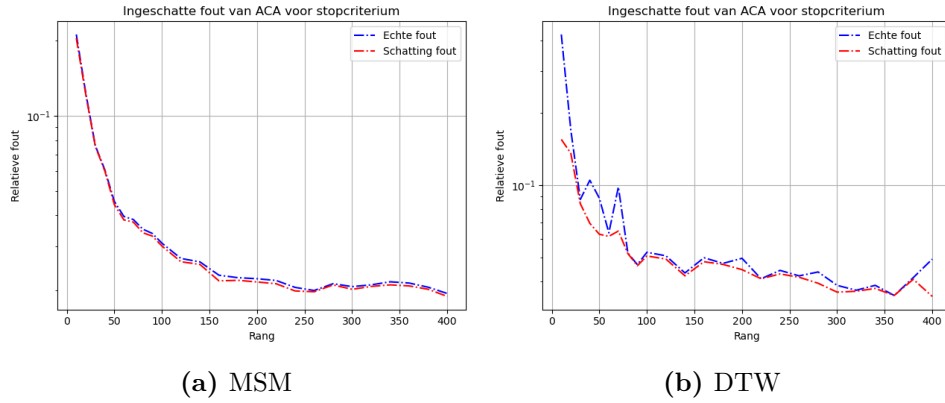 Ingeschatte fout van ACA voor stopcriterium
Echte fout
Schatting fout
10⁻¹
Relatieve fout
0 50 100 150 200 250 300 350 400
Rang
(a) MSM
Ingeschatte fout van ACA voor stopcriterium
Echte fout
Schatting fout
10⁻¹
Relatieve fout
0 50 100 150 200 250 300 350 400
Rang
(b) DTW